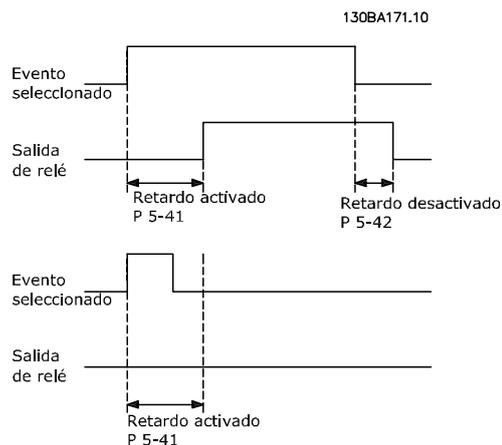 130BA171.10
Evento
seleccionado
Salida
de relé
Retardo activado
P 5-41
Retardo desactivado
P 5-42
Evento
seleccionado
Salida
de relé
Retardo activado
P 5-41